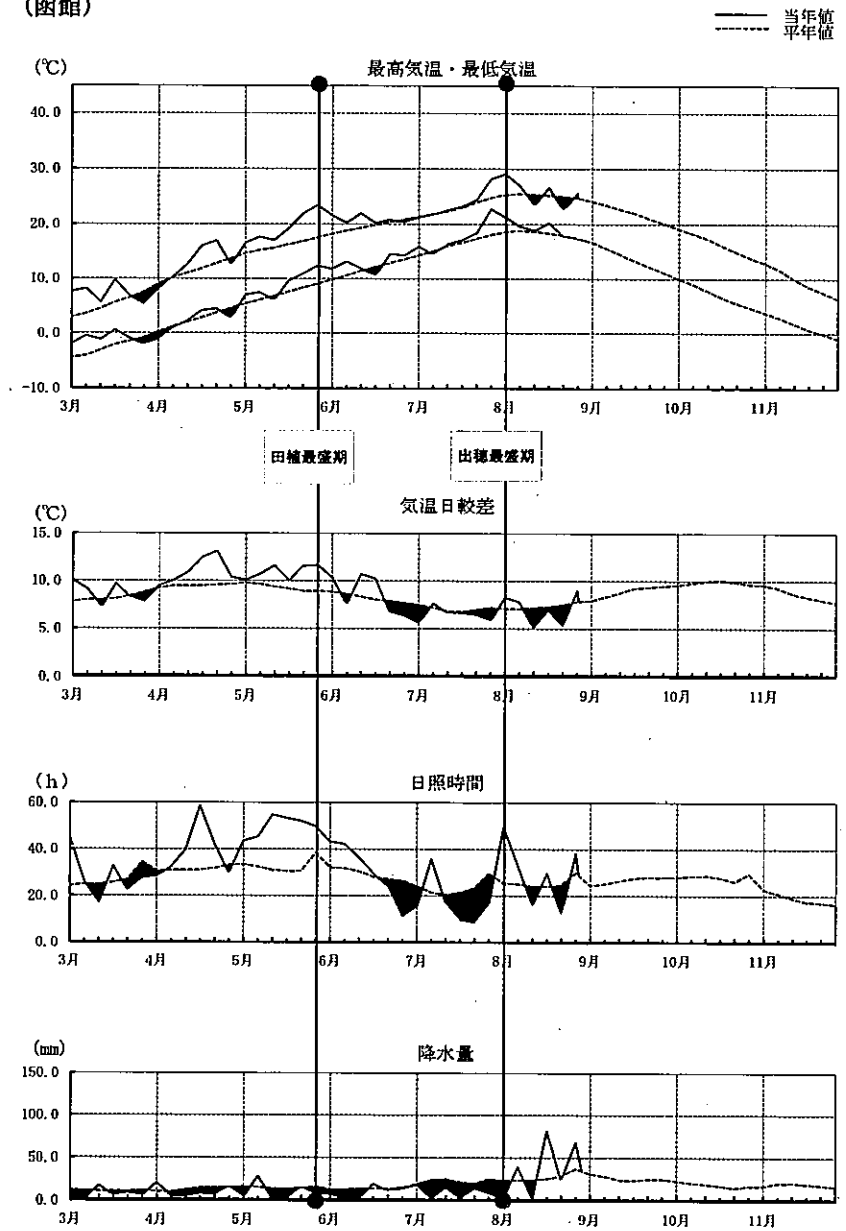 (函館)
当年値
平年値
(℃)
最高気温・最低気温
40.0
30.0
20.0
10.0
0.0
-10.0
3月 4月 5月 6月 7月 8月 9月 10月 11月
田植最盛期 出穂最盛期
(℃)
気温日較差
15.0
10.0
5.0
0.0
3月 4月 5月 6月 7月 8月 9月 10月 11月
(h)
日照時間
60.0
40.0
20.0
0.0
3月 4月 5月 6月 7月 8月 9月 10月 11月
(mm)
降水量
150.0
100.0
50.0
0.0
3月 4月 5月 6月 7月 8月 9月 10月 11月